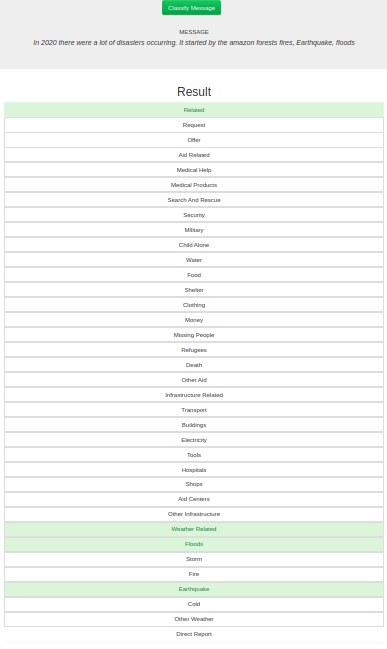 Classify Message
MESSAGE
In 2020 there were a lot of disasters occurring. It started by the amazon forests fires, Earthquake, floods
Result
Related
Request
Offer
Aid Related
Medical Help
Medical Products
Search And Rescue
Security
Military
Child Alone
Water
Food
Shelter
Clothing
Money
Missing People
Refugees
Death
Other Aid
Infrastructure Related
Transport
Buildings
Electricity
Tools
Hospitals
Shops
Aid Centers
Other Infrastructure
Weather Related
Floods
Storm
Fire
Earthquake
Cold
Other Weather
Direct Report